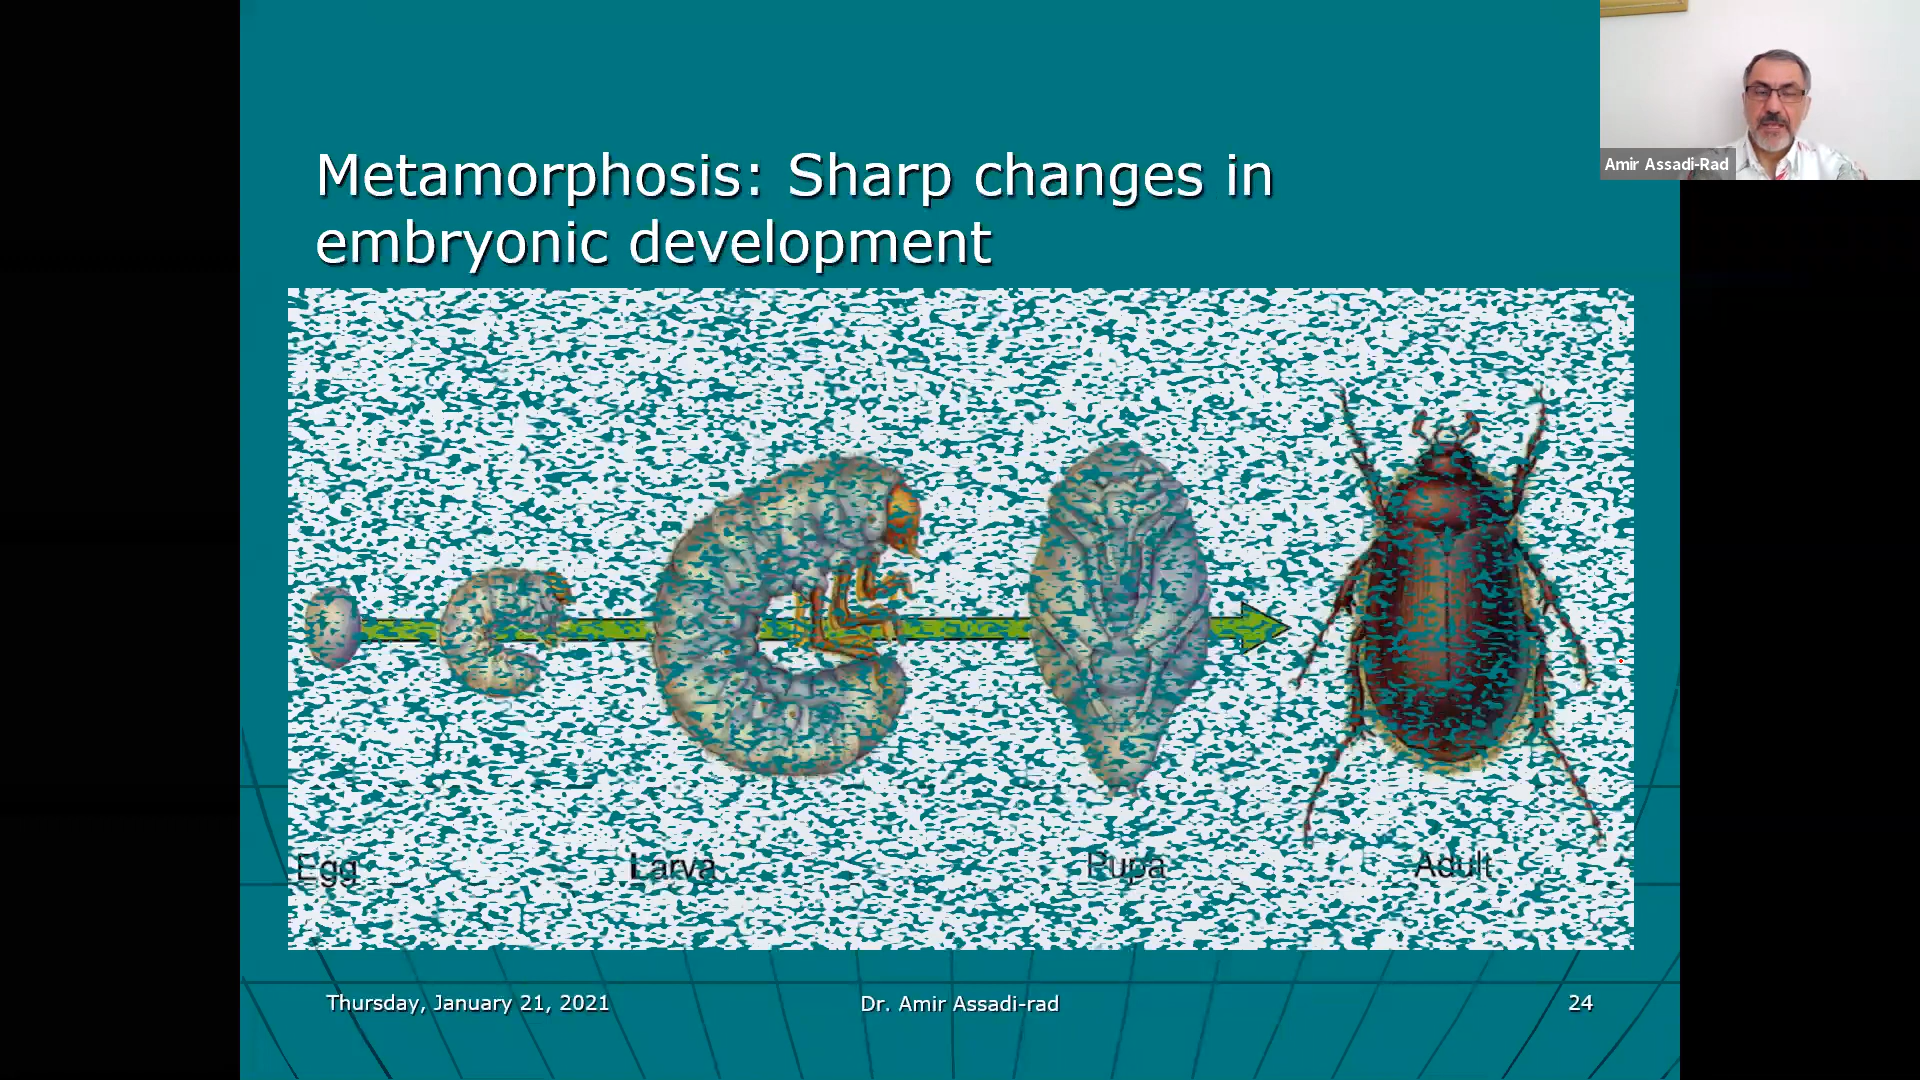 Metamorphosis: Sharp changes in
embryonic development
Amir Assadi-Rad
Egg
Larva
Pupa
Adult
Thursday, January 21, 2021
Dr. Amir Assadi-rad
24